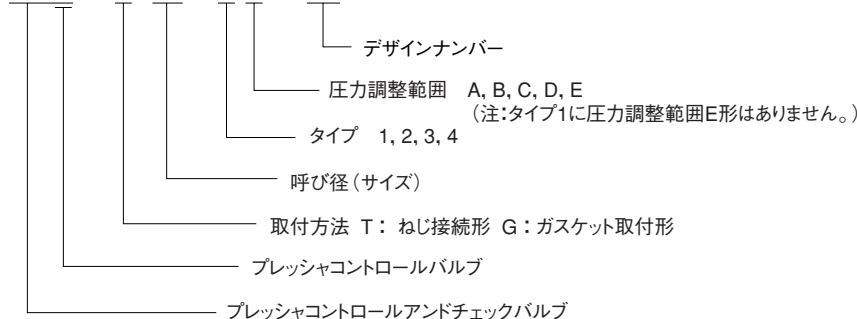 デザインナンバー
圧力調整範囲 A, B, C, D, E
(注:タイプ1に圧力調整範囲E形はありません。)
タイプ 1, 2, 3, 4
呼び径(サイズ)
取付方法 T: ねじ接続形 G:ガスケット取付形
プレッシャコントロールバルブ
プレッシャコントロールアンドチェックバルブ